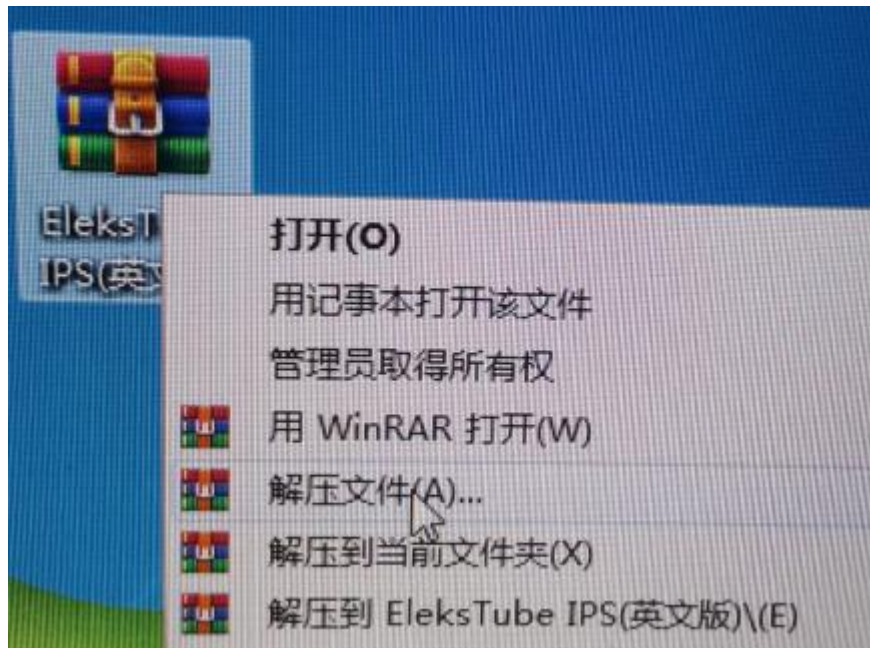 EleksT
IPS(英文
打开(O)
用记事本打开该文件
管理员取得所有权
用 WinRAR 打开(W)
解压文件(A)...
解压到当前文件夹(X)
解压到 EleksTube IPS(英文版)\(E)